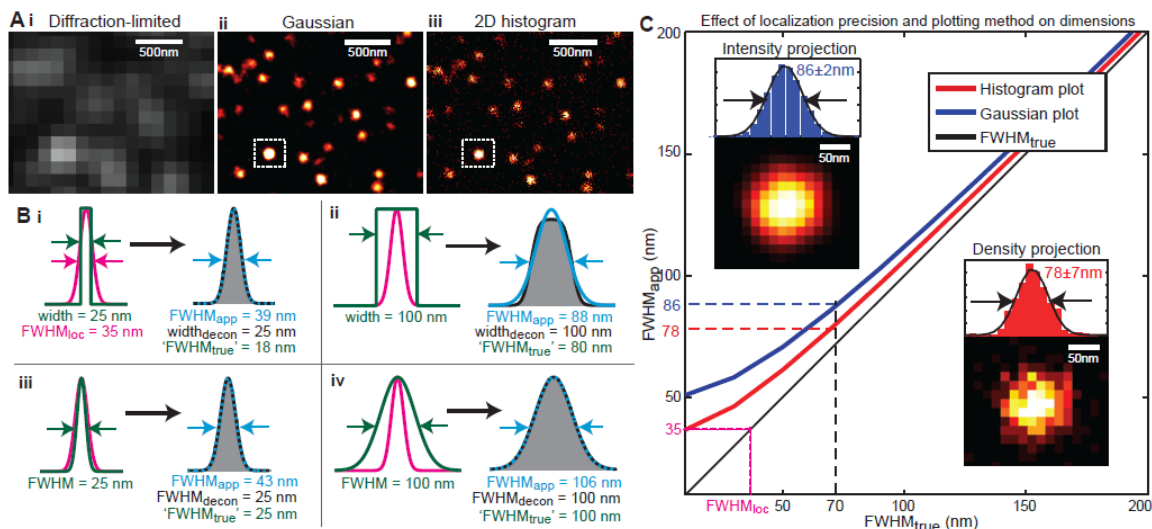 A i Diffraction-limited
500nm
ii Gaussian
500nm
iii 2D histogram
500nm
B i
width = 25 nm
FWHMloc = 35 nm
FWHMapp = 39 nm
widthdecon = 25 nm
'FWHMtrue' = 18 nm
ii
width = 100 nm
FWHMapp = 88 nm
widthdecon = 100 nm
'FWHMtrue' = 80 nm
iii
FWHM = 25 nm
FWHMapp = 43 nm
FWHMdecon = 25 nm
'FWHMtrue' = 25 nm
iv
FWHM = 100 nm
FWHMapp = 106 nm
FWHMdecon = 100 nm
'FWHMtrue' = 100 nm
C Effect of localization precision and plotting method on dimensions
200
150
100
86
78
50
35
FWHMapp (nm)
Intensity projection
86±2nm
50nm
Histogram plot
Gaussian plot
FWHMtrue
Density projection
78±7nm
50nm
FWHMloc
50
70
100
150
200
FWHMtrue (nm)